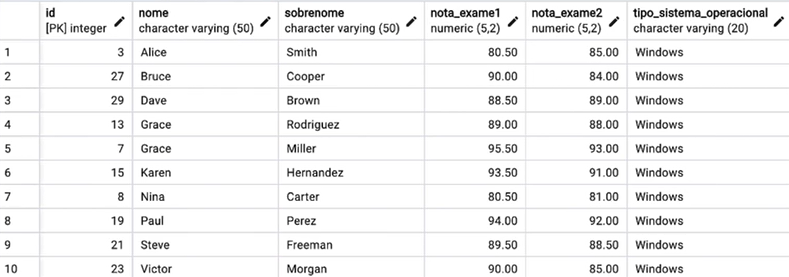 id nome sobrenome nota_exame1 nota_exame2 tipo_sistema_operacional
[PK] integer character varying (50) character varying (50) numeric (5,2) numeric (5,2) character varying (20)
1 3 Alice Smith 80.50 85.00 Windows
2 27 Bruce Cooper 90.00 84.00 Windows
3 29 Dave Brown 88.50 89.00 Windows
4 13 Grace Rodriguez 89.00 88.00 Windows
5 7 Grace Miller 95.50 93.00 Windows
6 15 Karen Hernandez 93.50 91.00 Windows
7 8 Nina Carter 80.50 81.00 Windows
8 19 Paul Perez 94.00 92.00 Windows
9 21 Steve Freeman 89.50 88.50 Windows
10 23 Victor Morgan 90.00 85.00 Windows